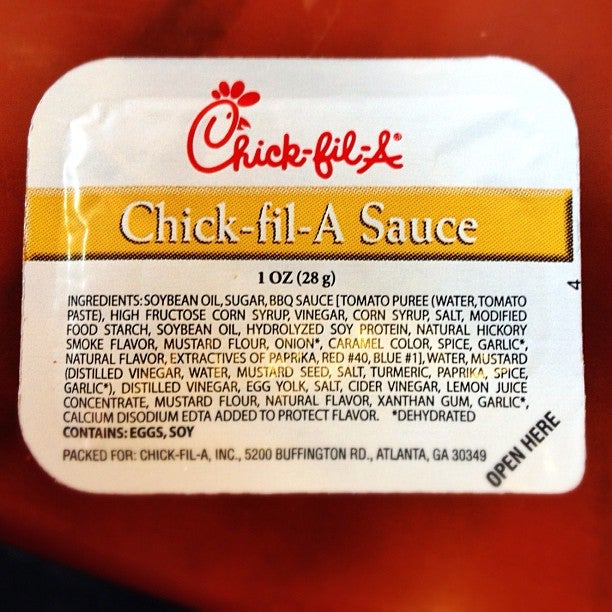 Chick-fil-A®
Chick-fil-A Sauce
1 OZ (28 g)
INGREDIENTS: SOYBEAN OIL, SUGAR, BBQ SAUCE [TOMATO PUREE (WATER, TOMATO
PASTE), HIGH FRUCTOSE CORN SYRUP, VINEGAR, CORN SYRUP, SALT, MODIFIED
FOOD STARCH, SOYBEAN OIL, HYDROLYZED SOY PROTEIN, NATURAL HICKORY
SMOKE FLAVOR, MUSTARD FLOUR, ONION*, CARAMEL COLOR, SPICE, GARLIC*,
NATURAL FLAVOR, EXTRACTIVES OF PAPRIKA, RED #40, BLUE #1], WATER, MUSTARD
(DISTILLED VINEGAR, WATER, MUSTARD SEED, SALT, TURMERIC, PAPRIKA, SPICE,
GARLIC*), DISTILLED VINEGAR, EGG YOLK, SALT, CIDER VINEGAR, LEMON JUICE
CONCENTRATE, MUSTARD FLOUR, NATURAL FLAVOR, XANTHAN GUM, GARLIC*,
CALCIUM DISODIUM EDTA ADDED TO PROTECT FLAVOR. *DEHYDRATED
CONTAINS: EGGS, SOY
PACKED FOR: CHICK-FIL-A, INC., 5200 BUFFINGTON RD., ATLANTA, GA 30349
OPEN HERE
4